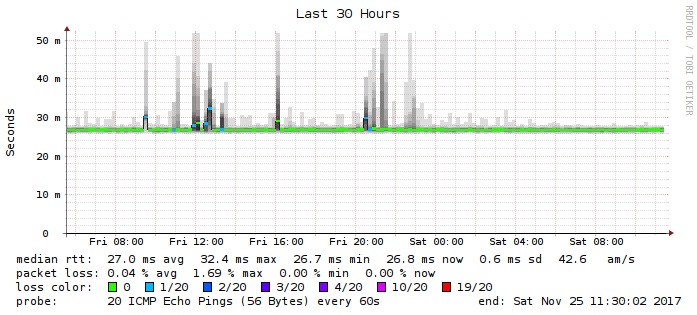 Last 30 Hours
RRDTOOL / TOBI OETIKER
Seconds
50 m
40 m
30 m
20 m
10 m
0
Fri 08:00 Fri 12:00 Fri 16:00 Fri 20:00 Sat 00:00 Sat 04:00 Sat 08:00
median rtt: 27.0 ms avg 32.4 ms max 26.7 ms min 26.8 ms now 0.6 ms sd 42.6 am/s
packet loss: 0.04 % avg 1.69 % max 0.00 % min 0.00 % now
loss color: 0 1/20 2/20 3/20 4/20 10/20 19/20
probe: 20 ICMP Echo Pings (56 Bytes) every 60s end: Sat Nov 25 11:30:02 2017